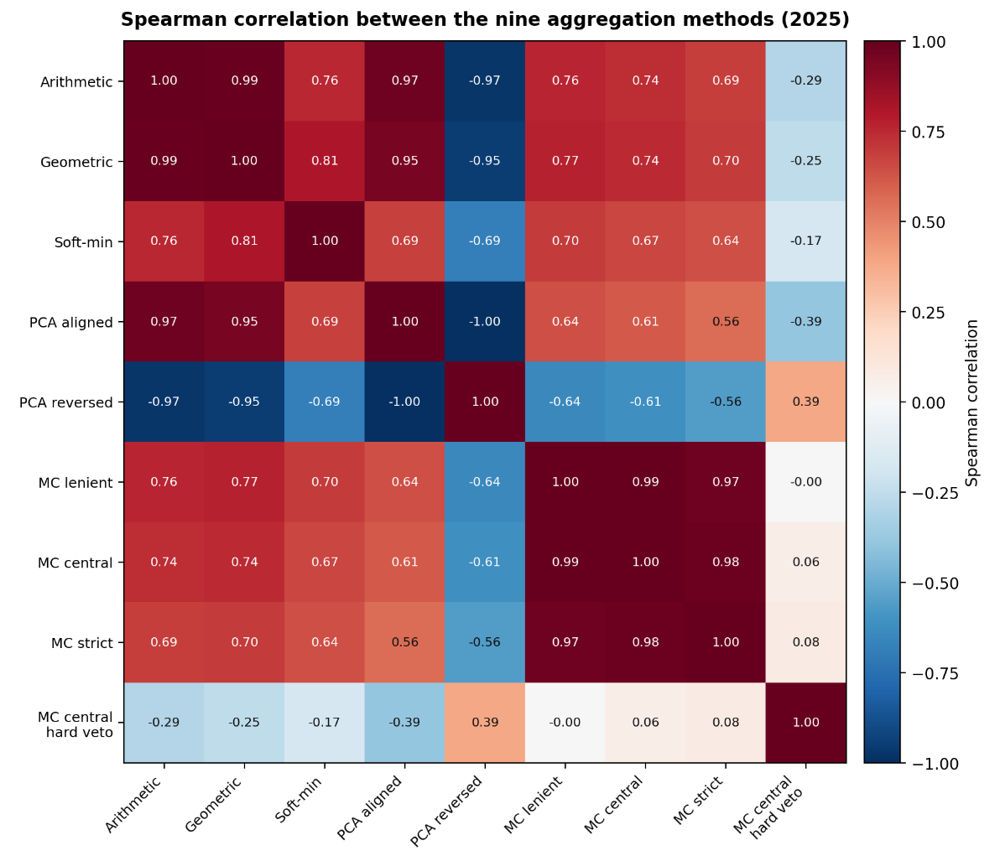 Spearman correlation between the nine aggregation methods (2025)
Arithmetic 1.00 0.99 0.76 0.97 -0.97 0.76 0.74 0.69 -0.29
Geometric 0.99 1.00 0.81 0.95 -0.95 0.77 0.74 0.70 -0.25
Soft-min 0.76 0.81 1.00 0.69 -0.69 0.70 0.67 0.64 -0.17
PCA aligned 0.97 0.95 0.69 1.00 -1.00 0.64 0.61 0.56 -0.39
PCA reversed -0.97 -0.95 -0.69 -1.00 1.00 -0.64 -0.61 -0.56 0.39
MC lenient 0.76 0.77 0.70 0.64 -0.64 1.00 0.99 0.97 -0.00
MC central 0.74 0.74 0.67 0.61 -0.61 0.99 1.00 0.98 0.06
MC strict 0.69 0.70 0.64 0.56 -0.56 0.97 0.98 1.00 0.08
MC central
hard veto -0.29 -0.25 -0.17 -0.39 0.39 -0.00 0.06 0.08 1.00
Arithmetic
Geometric
Soft-min
PCA aligned
PCA reversed
MC lenient
MC central
MC strict
MC central
hard veto
1.00
0.75
0.50
0.25
0.00
−0.25
−0.50
−0.75
−1.00
Spearman correlation